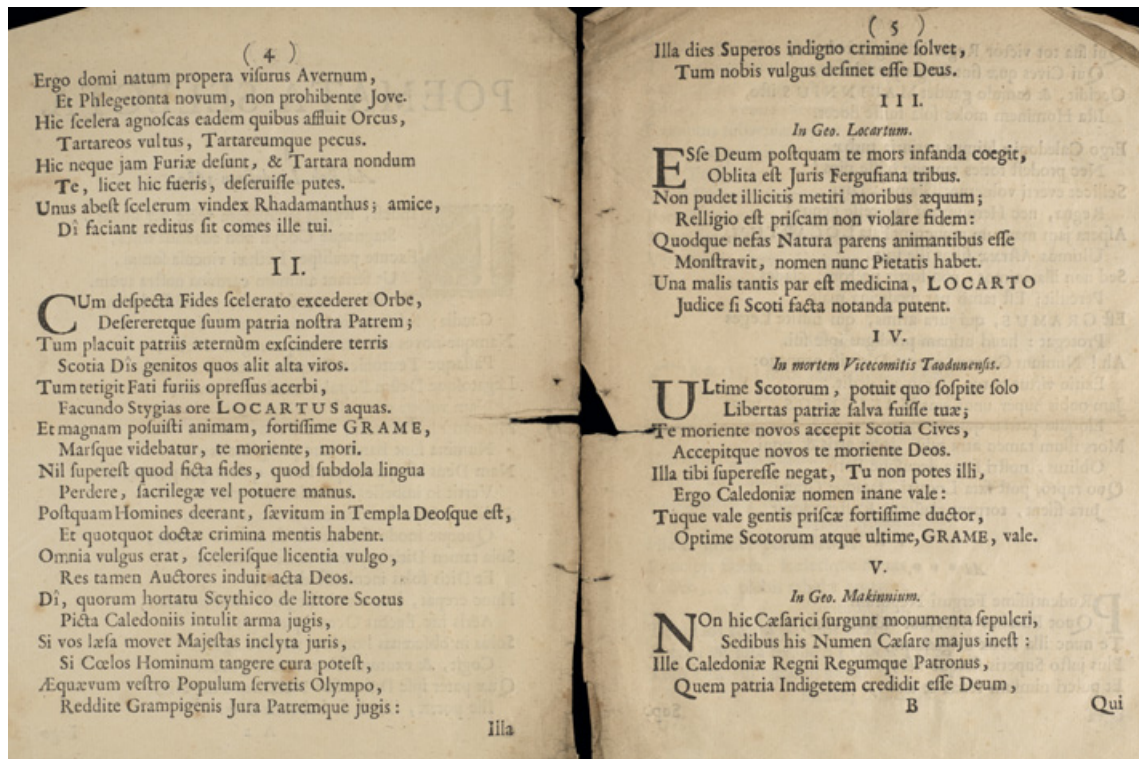 ( 4 )
Ergo domi natum propera viſurus Avernum,
Et Phlegetonta novum, non prohibente Jove.
Hic ſcelera agnoſcas eadem quibus affluit Orcus,
Tartareos vultus, Tartareumque pecus.
Hic neque jam Furiæ deſunt, & Tartara nondum
Te, licet hic fueris, deſeruiſſe putes.
Unus abeſt ſcelerum vindex Rhadamanthus; amice,
Dî faciant reditus ſit comes ille tui.
II.
CUm deſpecta Fides ſcelerato excederet Orbe,
Deſereretque ſuum patria noſtra Patrem;
Tum placuit patriis æternùm exſcindere terris
Scotia Dîs genitos quos alit alta viros.
Tum tetigit Fati furiis oppreſſus acerbi,
Facundo Stygias ore LOCARTUS aquas.
Et magnam poſuiſti animam, fortiſſime GRAME,
Marſque videbatur, te moriente, mori.
Nil ſupereſt quod ficta fides, quod ſubdola lingua
Perdere, ſacrilegæ vel potuere manus.
Poſtquam Homines deerant, ſævitum in Templa Deoſque eſt,
Et quotquot doctæ crimina mentis habent.
Omnia vulgus erat, ſceleriſque licentia vulgo,
Res tamen Auctores induit acta Deos.
Dî, quorum hortatu Scythico de littore Scotus
Picta Caledoniis intulit arma jugis,
Si vos læſa movet Majeſtas inclyta juris,
Si Cœlos Hominum tangere cura poteſt,
Æquævum veſtro Populum ſervetis Olympo,
Reddite Grampigenis Jura Patremque jugis:
Illa
( 5 )
Illa dies Superos indigno crimine ſolvet,
Tum nobis vulgus deſinet eſſe Deus.
III.
In Geo. Locartum.
ESſe Deum poſtquam te mors infanda coegit,
Oblita eſt Juris Ferguſiana tribus.
Non pudet illicitis metiri moribus æquum;
Relligio eſt priſcam non violare fidem:
Quodque nefas Natura parens animantibus eſſe
Monſtravit, nomen nunc Pietatis habet.
Una malis tantis par eſt medicina, LOCARTO
Judice ſi Scoti facta notanda putent.
IV.
In mortem Vicecomitis Taodunenſis.
ULtime Scotorum, potuit quo ſoſpite ſolo
Libertas patriæ ſalva fuiſſe tuæ;
Te moriente novos accepit Scotia Cives,
Accepitque novos te moriente Deos.
Illa tibi ſupereſſe negat, Tu non potes illi,
Ergo Caledoniæ nomen inane vale:
Tuque vale gentis priſcæ fortiſſime ductor,
Optime Scotorum atque ultime, GRAME, vale.
V.
In Geo. Makinnium.
NOn hic Cæſarici ſurgunt monumenta ſepulcri,
Sedibus his Numen Cæſare majus ineſt:
Ille Caledoniæ Regni Regumque Patronus,
Quem patria Indigetem credidit eſſe Deum,
B
Qui